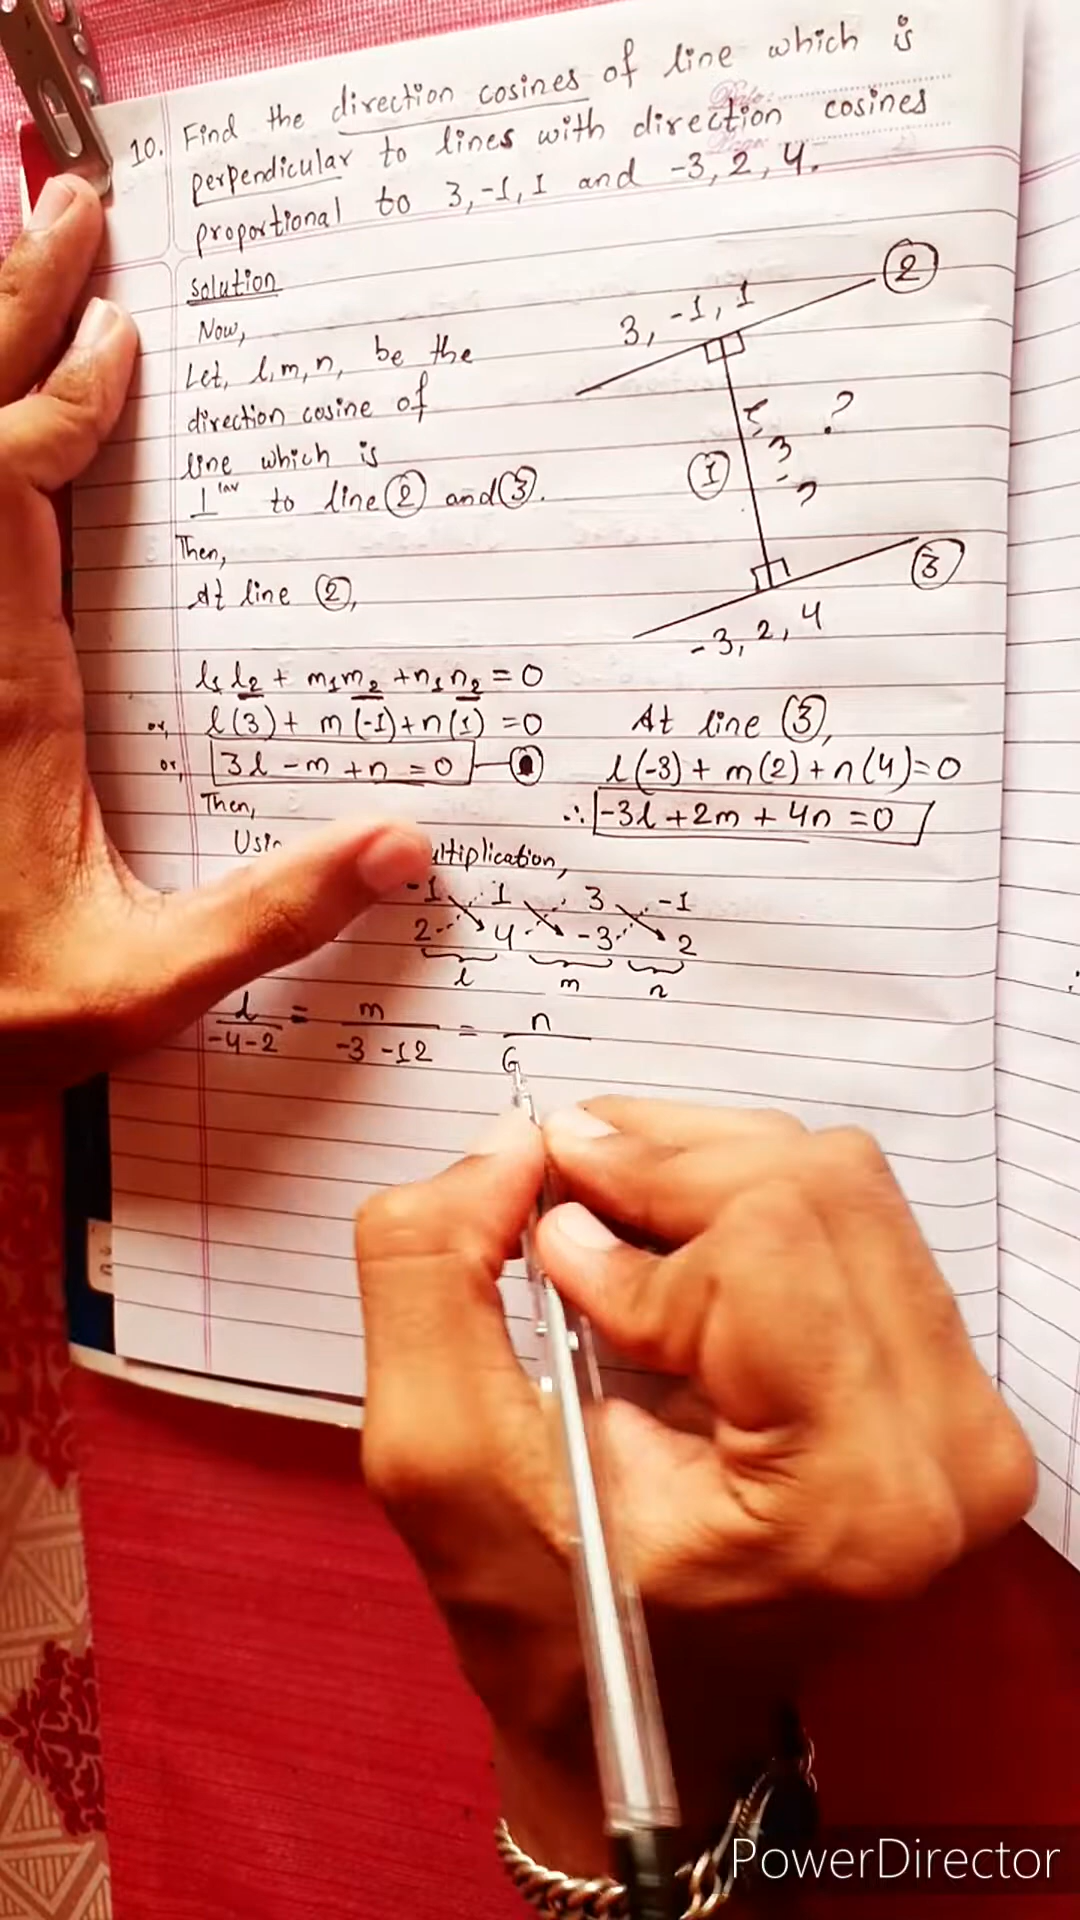 10. Find the direction cosines of line which is
perpendicular to lines with direction cosines
proportional to 3, -1, 1 and -3, 2, 4.
Solution
Now,
Let, l, m, n, be the
direction cosine of
line which is
⊥ lar to line ② and ③.
Then,
At line ②,
3, -1, 1
②
①
?
③
-3, 2, 4
l₁ l₂ + m₁m₂ + n₁n₂ = 0
or, l(3) + m(-1) + n(1) = 0
or, 3l - m + n = 0
At line ③,
l(-3) + m(2) + n(4) = 0
∴ -3l + 2m + 4n = 0
Then,
-1 1 3 -1
2 4 -3 2
l m n
l/-4-2 = m/-3-12 = n/6
PowerDirector